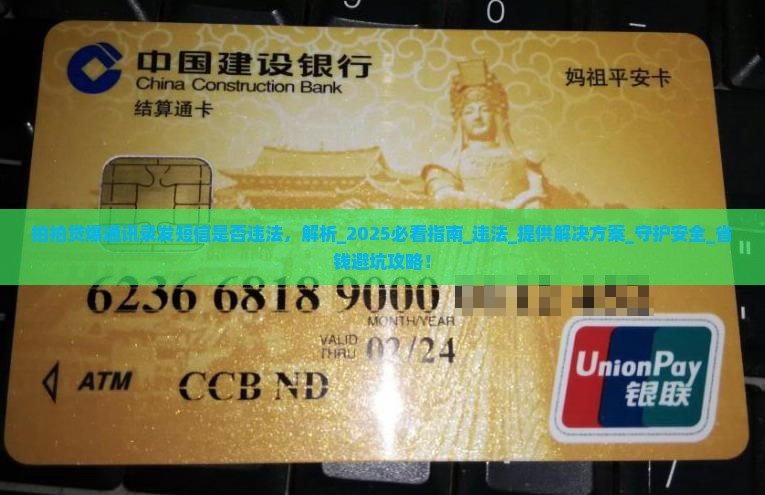 9
0
中国建设银行
China Construction Bank
妈祖平安卡
结算通卡
拍拍贷爆通讯录发短信是否违法，解析_2025必看指南_违法_提供解决方案_守护安全_省
钱避坑攻略！
6236 6818 9000
MONTH/YEAR
VALID
THRU 02/24
ATM CCB ND
UnionPay
银联